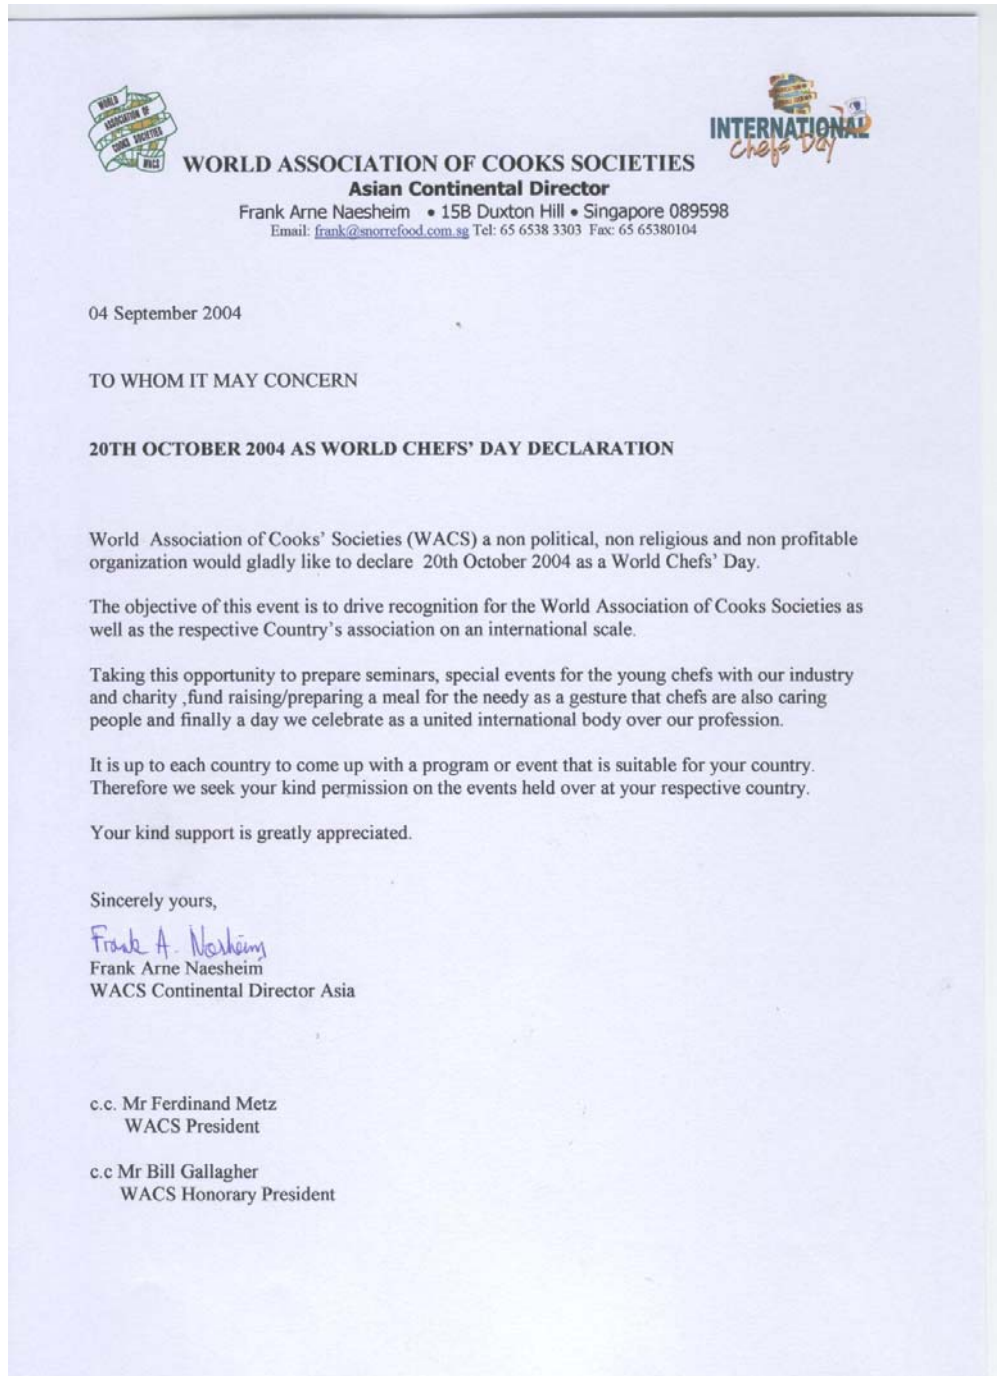 WORLD
ASSOCIATION OF
COOKS SOCIETIES
WACS
INTERNATIONAL
Chefs Day
WORLD ASSOCIATION OF COOKS SOCIETIES
Asian Continental Director
Frank Arne Naesheim • 15B Duxton Hill • Singapore 089598
Email: frank@snorrefood.com.sg Tel: 65 6538 3303 Fax: 65 65380104
04 September 2004
TO WHOM IT MAY CONCERN
20TH OCTOBER 2004 AS WORLD CHEFS' DAY DECLARATION
World Association of Cooks' Societies (WACS) a non political, non religious and non profitable
organization would gladly like to declare 20th October 2004 as a World Chefs' Day.
The objective of this event is to drive recognition for the World Association of Cooks Societies as
well as the respective Country's association on an international scale.
Taking this opportunity to prepare seminars, special events for the young chefs with our industry
and charity ,fund raising/preparing a meal for the needy as a gesture that chefs are also caring
people and finally a day we celebrate as a united international body over our profession.
It is up to each country to come up with a program or event that is suitable for your country.
Therefore we seek your kind permission on the events held over at your respective country.
Your kind support is greatly appreciated.
Sincerely yours,
Frank A. Naesheim
Frank Arne Naesheim
WACS Continental Director Asia
c.c. Mr Ferdinand Metz
WACS President
c.c Mr Bill Gallagher
WACS Honorary President